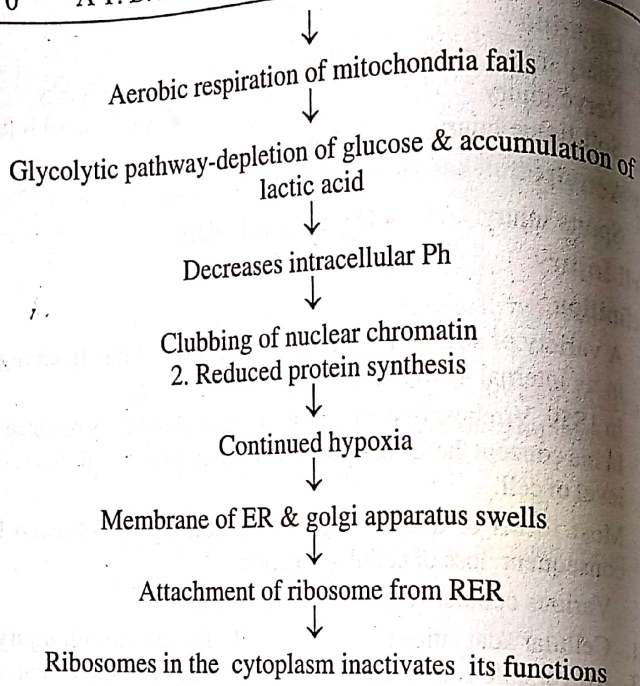 ↓
Aerobic respiration of mitochondria fails
↓
Glycolytic pathway-depletion of glucose & accumulation of
lactic acid
↓
Decreases intracellular Ph
↓
Clubbing of nuclear chromatin
2. Reduced protein synthesis
↓
Continued hypoxia
↓
Membrane of ER & golgi apparatus swells
↓
Attachment of ribosome from RER
↓
Ribosomes in the cytoplasm inactivates its functions